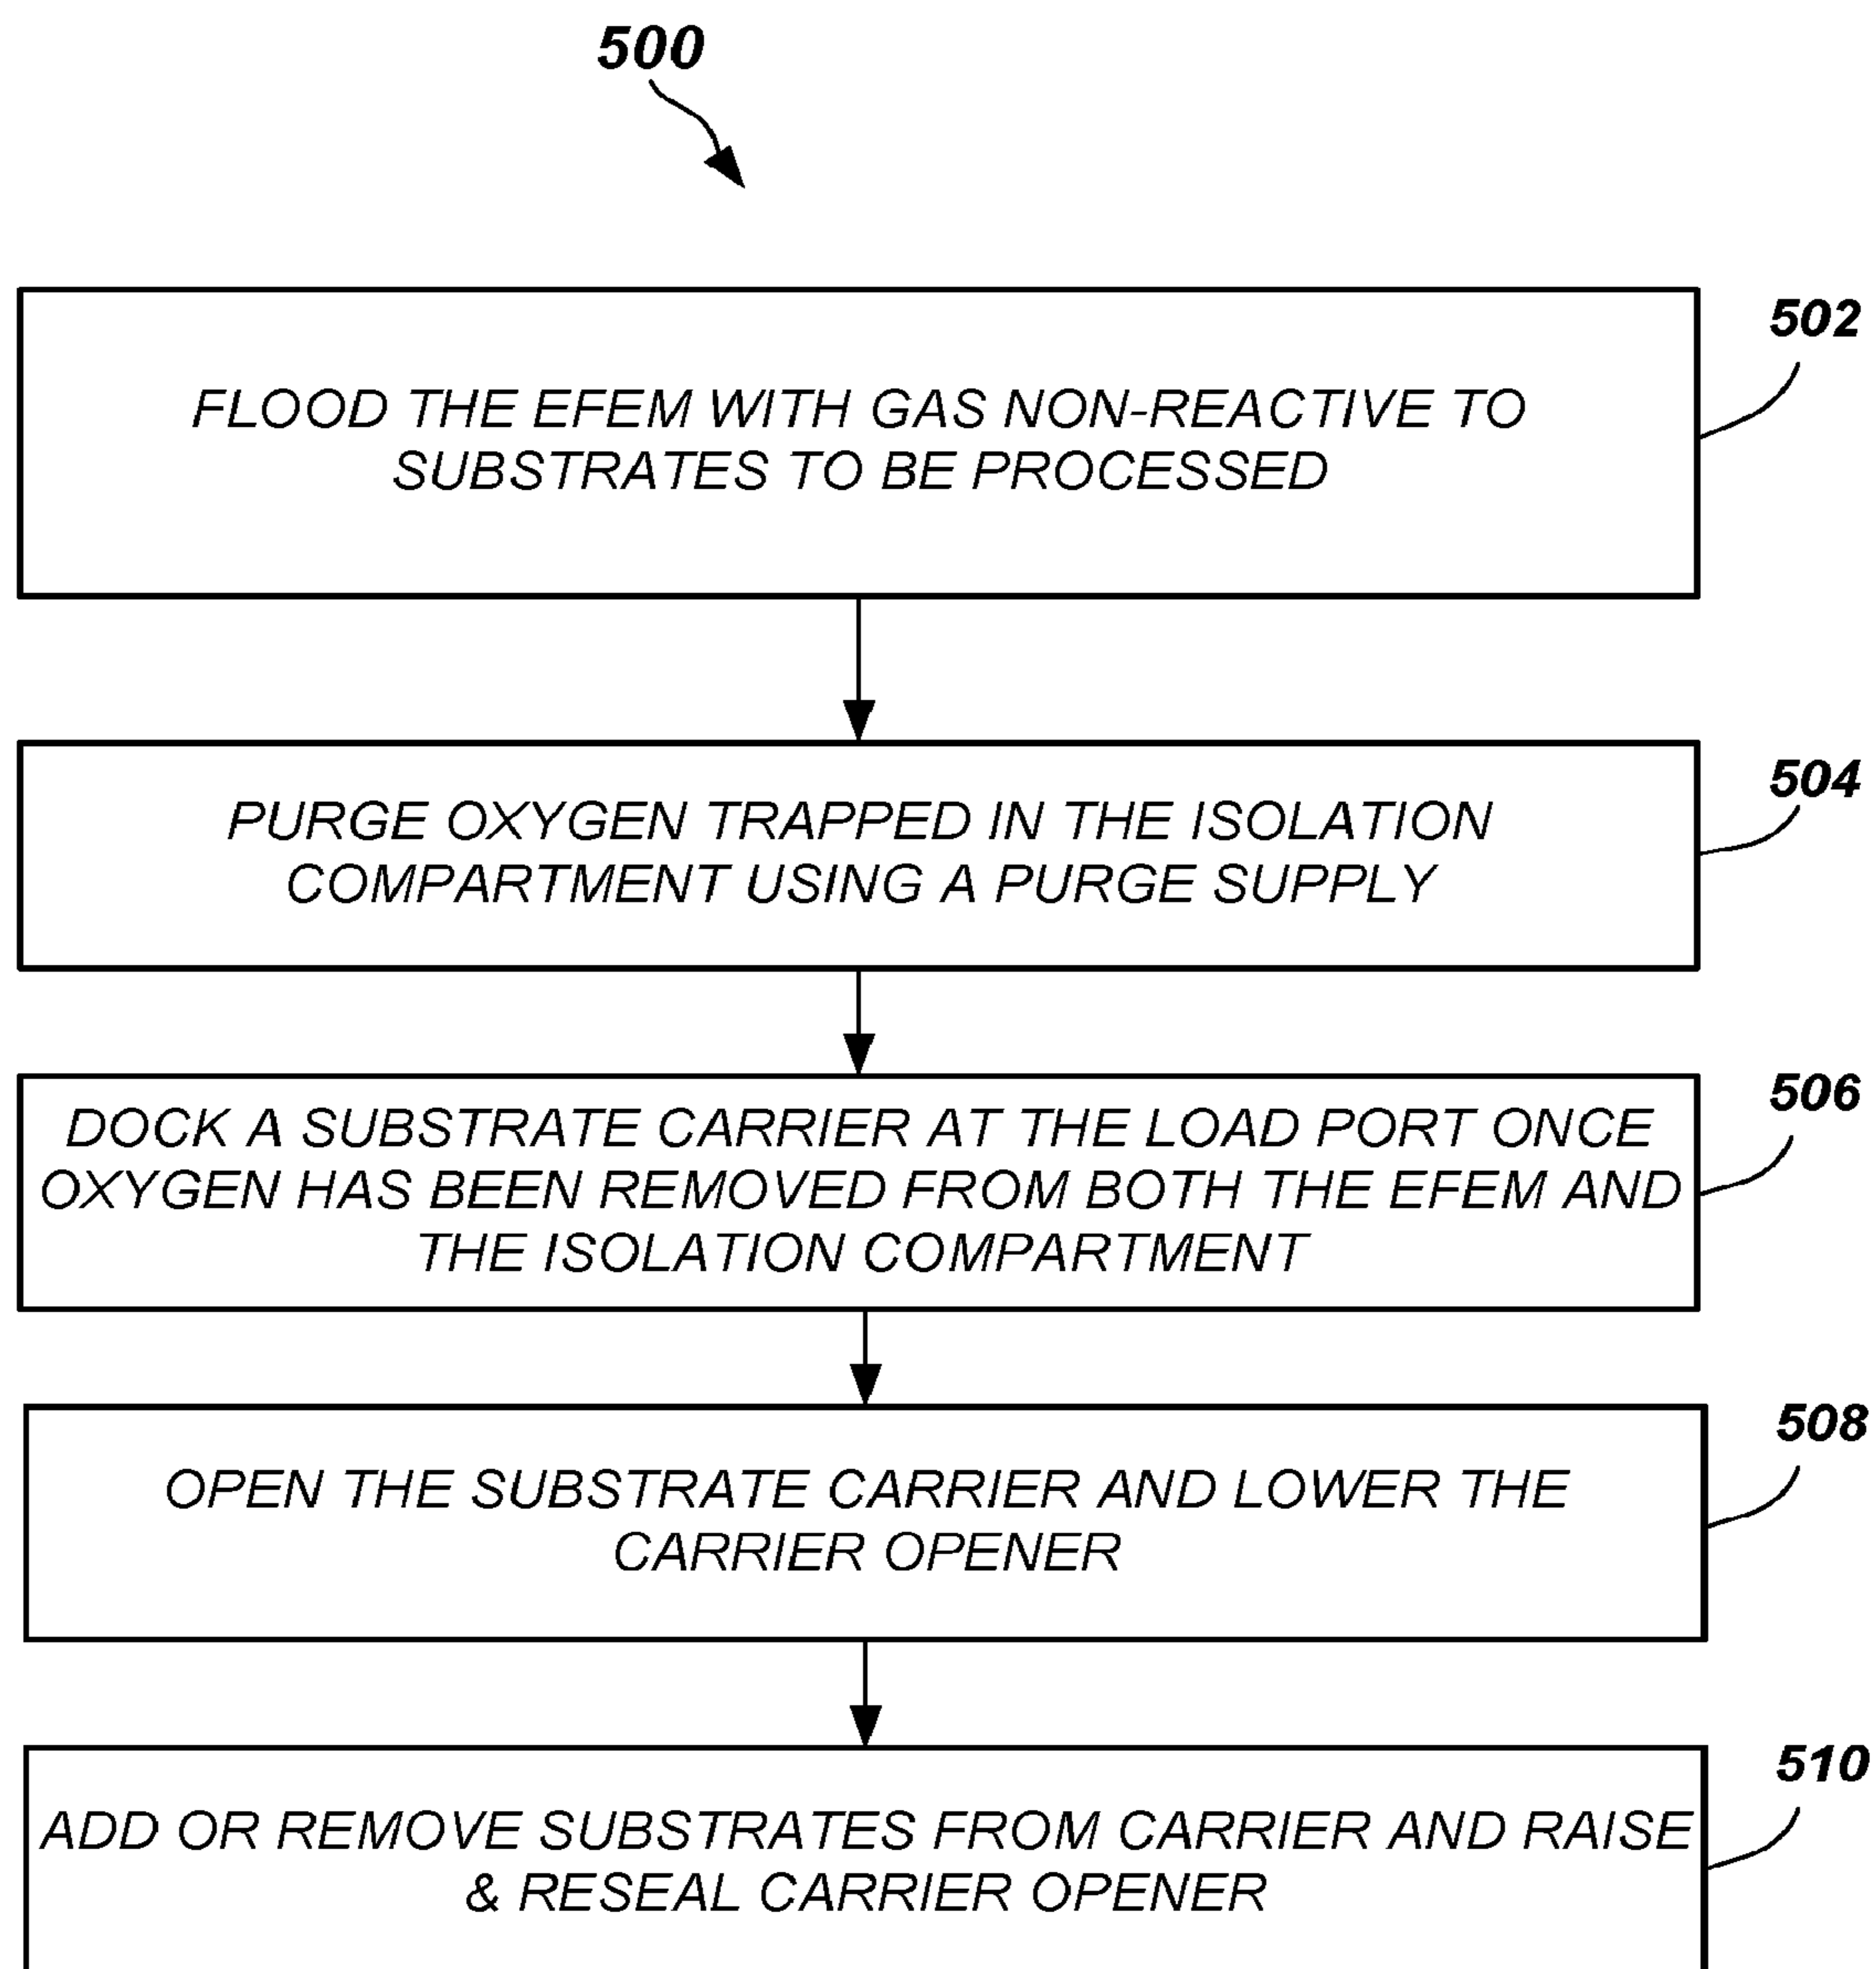 500
502
FLOOD THE EFEM WITH GAS NON-REACTIVE TO
SUBSTRATES TO BE PROCESSED
504
PURGE OXYGEN TRAPPED IN THE ISOLATION
COMPARTMENT USING A PURGE SUPPLY
506
DOCK A SUBSTRATE CARRIER AT THE LOAD PORT ONCE
OXYGEN HAS BEEN REMOVED FROM BOTH THE EFEM AND
THE ISOLATION COMPARTMENT
508
OPEN THE SUBSTRATE CARRIER AND LOWER THE
CARRIER OPENER
510
ADD OR REMOVE SUBSTRATES FROM CARRIER AND RAISE
& RESEAL CARRIER OPENER